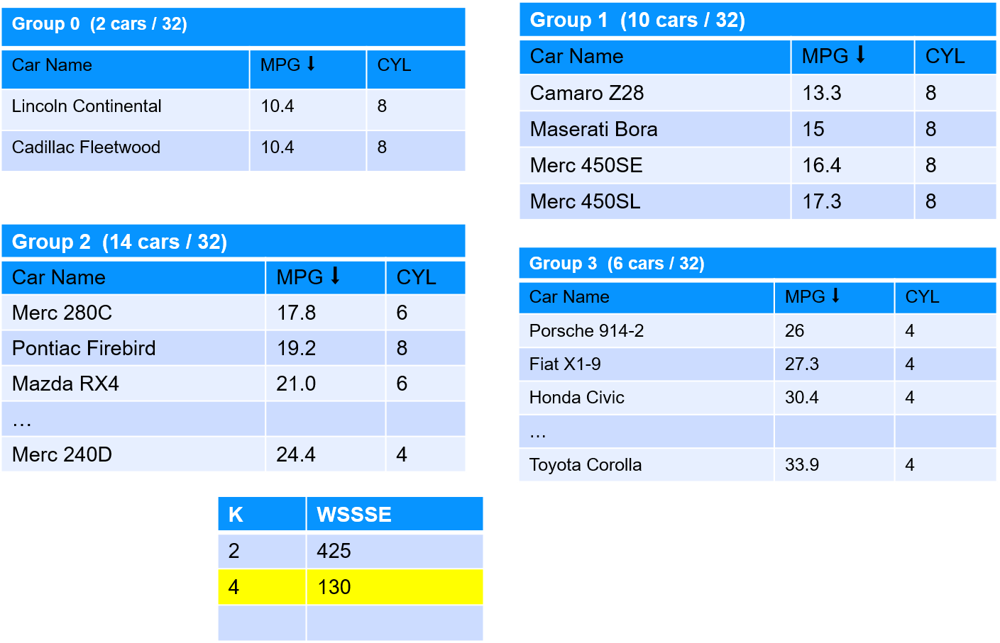 Group 0 (2 cars / 32)
Car Name MPG ↓ CYL
Lincoln Continental 10.4 8
Cadillac Fleetwood 10.4 8
Group 1 (10 cars / 32)
Car Name MPG ↓ CYL
Camaro Z28 13.3 8
Maserati Bora 15 8
Merc 450SE 16.4 8
Merc 450SL 17.3 8
Group 2 (14 cars / 32)
Car Name MPG ↓ CYL
Merc 280C 17.8 6
Pontiac Firebird 19.2 8
Mazda RX4 21.0 6
…
Merc 240D 24.4 4
Group 3 (6 cars / 32)
Car Name MPG ↓ CYL
Porsche 914-2 26 4
Fiat X1-9 27.3 4
Honda Civic 30.4 4
…
Toyota Corolla 33.9 4
K WSSSE
2 425
4 130